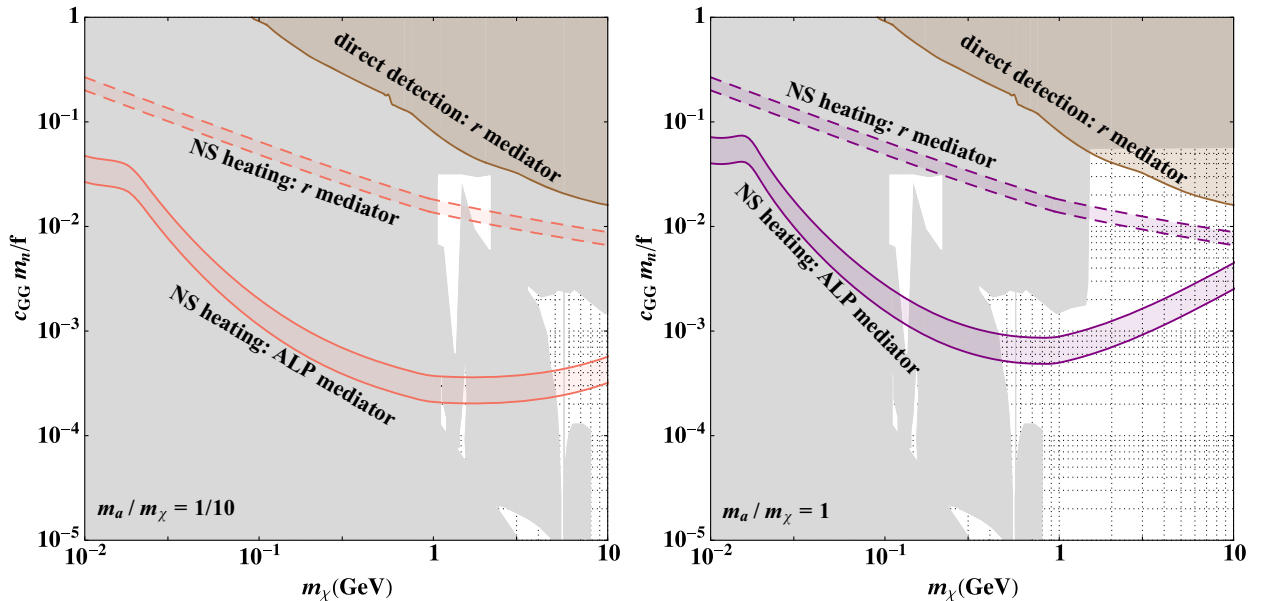 1
10⁻¹
10⁻²
10⁻³
10⁻⁴
10⁻⁵
c_GG m_n/f
direct detection: r mediator
NS heating: r mediator
NS heating: ALP mediator
m_a / m_χ = 1/10
10⁻²
10⁻¹
1
10
m_χ(GeV)
1
10⁻¹
10⁻²
10⁻³
10⁻⁴
10⁻⁵
c_GG m_n/f
direct detection: r mediator
NS heating: r mediator
NS heating: ALP mediator
m_a / m_χ = 1
10⁻²
10⁻¹
1
10
m_χ(GeV)